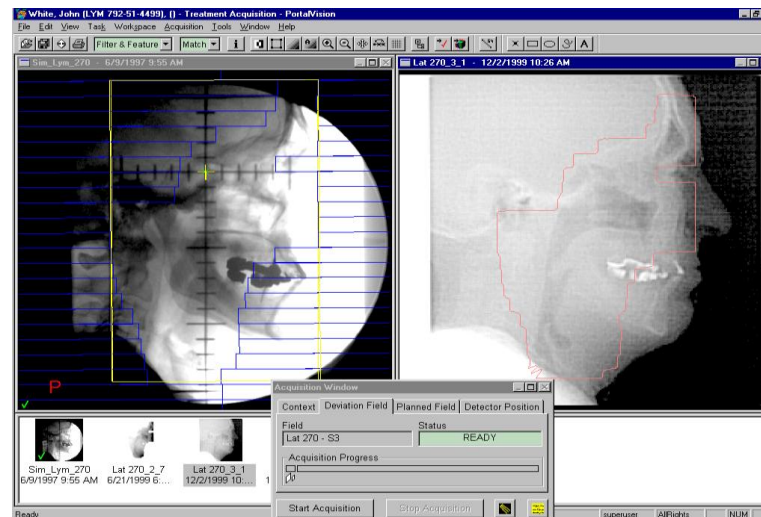 White, John (LYM 792-51-4499), [] - Treatment Acquisition - PortalVision
File Edit View Task Workspace Acquisition Tools Window Help
Filter & Feature Match i A
Sim_Lym_270 - 6/9/1997 9:55 AM
Lat 270_3_1 - 12/2/1999 10:26 AM
P
Acquisition Window
Context Deviation Field Planned Field Detector Position
Field Status
Lat 270 - S3 READY
Acquisition Progress
Start Acquisition Stop Acquisition
Sim_Lym_270 Lat 270_2_7 Lat 270_3_1
6/9/1997 9:55 AM 6/21/1999 6:... 12/2/1999 10:...
Ready superuser AllRights NUM